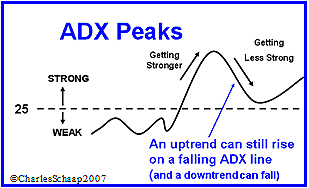 ADX Peaks
Getting
Stronger
Getting
Less Strong
STRONG
25
WEAK
An uptrend can still rise
on a falling ADX line
(and a downtrend can fall)
©CharlesSchaap2007